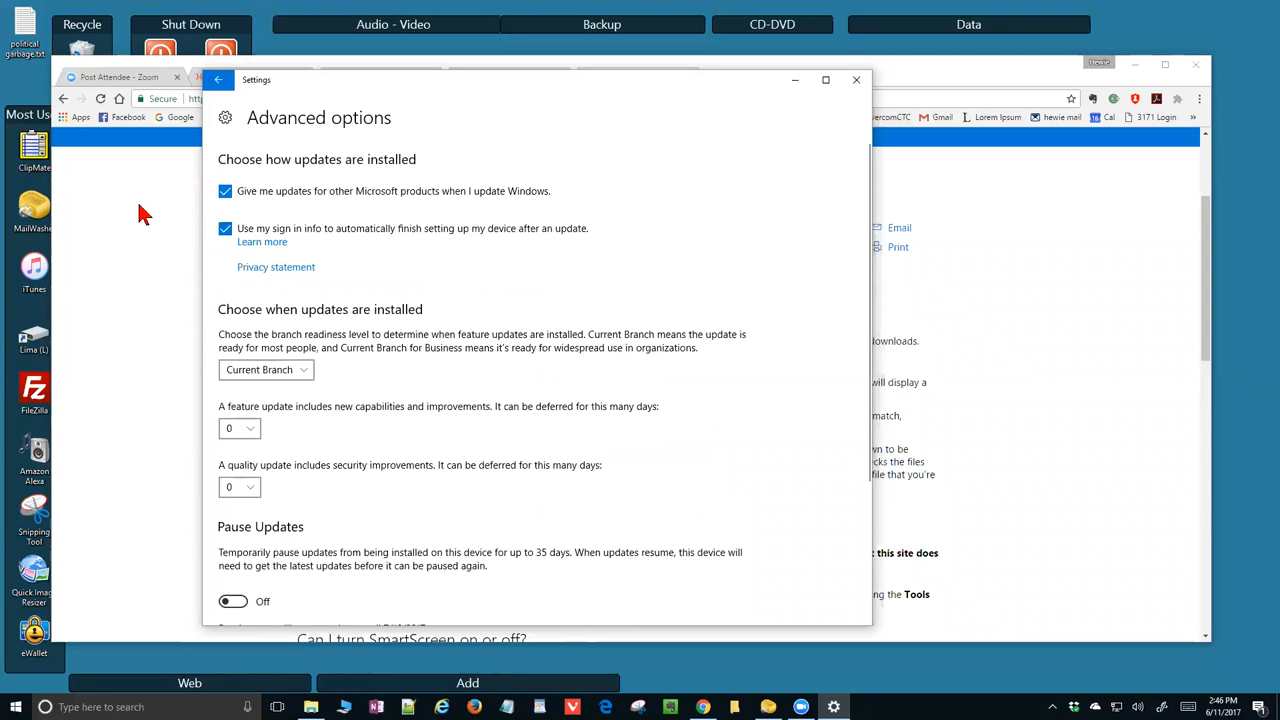 political
garbage.txt
Recycle
Shut Down
Audio - Video
Backup
CD-DVD
Data
Most Us
ClipMate
MailWashe
iTunes
Lima (L)
FileZilla
Amazon
Alexa
Snipping
Tool
Quick Image
Resizer
eWallet
Post Attendee - Zoom
Hewie
Secure
Apps
Facebook
Google
overcomCTC
Gmail
Lorem Ipsum
hewie mail
16
Cal
3171 Login
»
Settings
Advanced options
Choose how updates are installed
Give me updates for other Microsoft products when I update Windows.
Use my sign in info to automatically finish setting up my device after an update.
Learn more
Privacy statement
Choose when updates are installed
Choose the branch readiness level to determine when feature updates are installed. Current Branch means the update is
ready for most people, and Current Branch for Business means it's ready for widespread use in organizations.
Current Branch
A feature update includes new capabilities and improvements. It can be deferred for this many days:
0
A quality update includes security improvements. It can be deferred for this many days:
0
Pause Updates
Temporarily pause updates from being installed on this device for up to 35 days. When updates resume, this device will
need to get the latest updates before it can be paused again.
Off
Email
Print
downloads.
will display a
match,
wn to be
ecks the files
file that you're
t this site does
ng the Tools
Can I turn SmartScreen on or off?
Web
Add
Type here to search
2:46 PM
6/11/2017